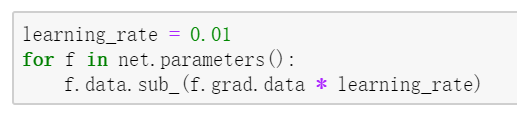 learning_rate = 0.01
for f in net.parameters():
    f.data.sub_(f.grad.data * learning_rate)